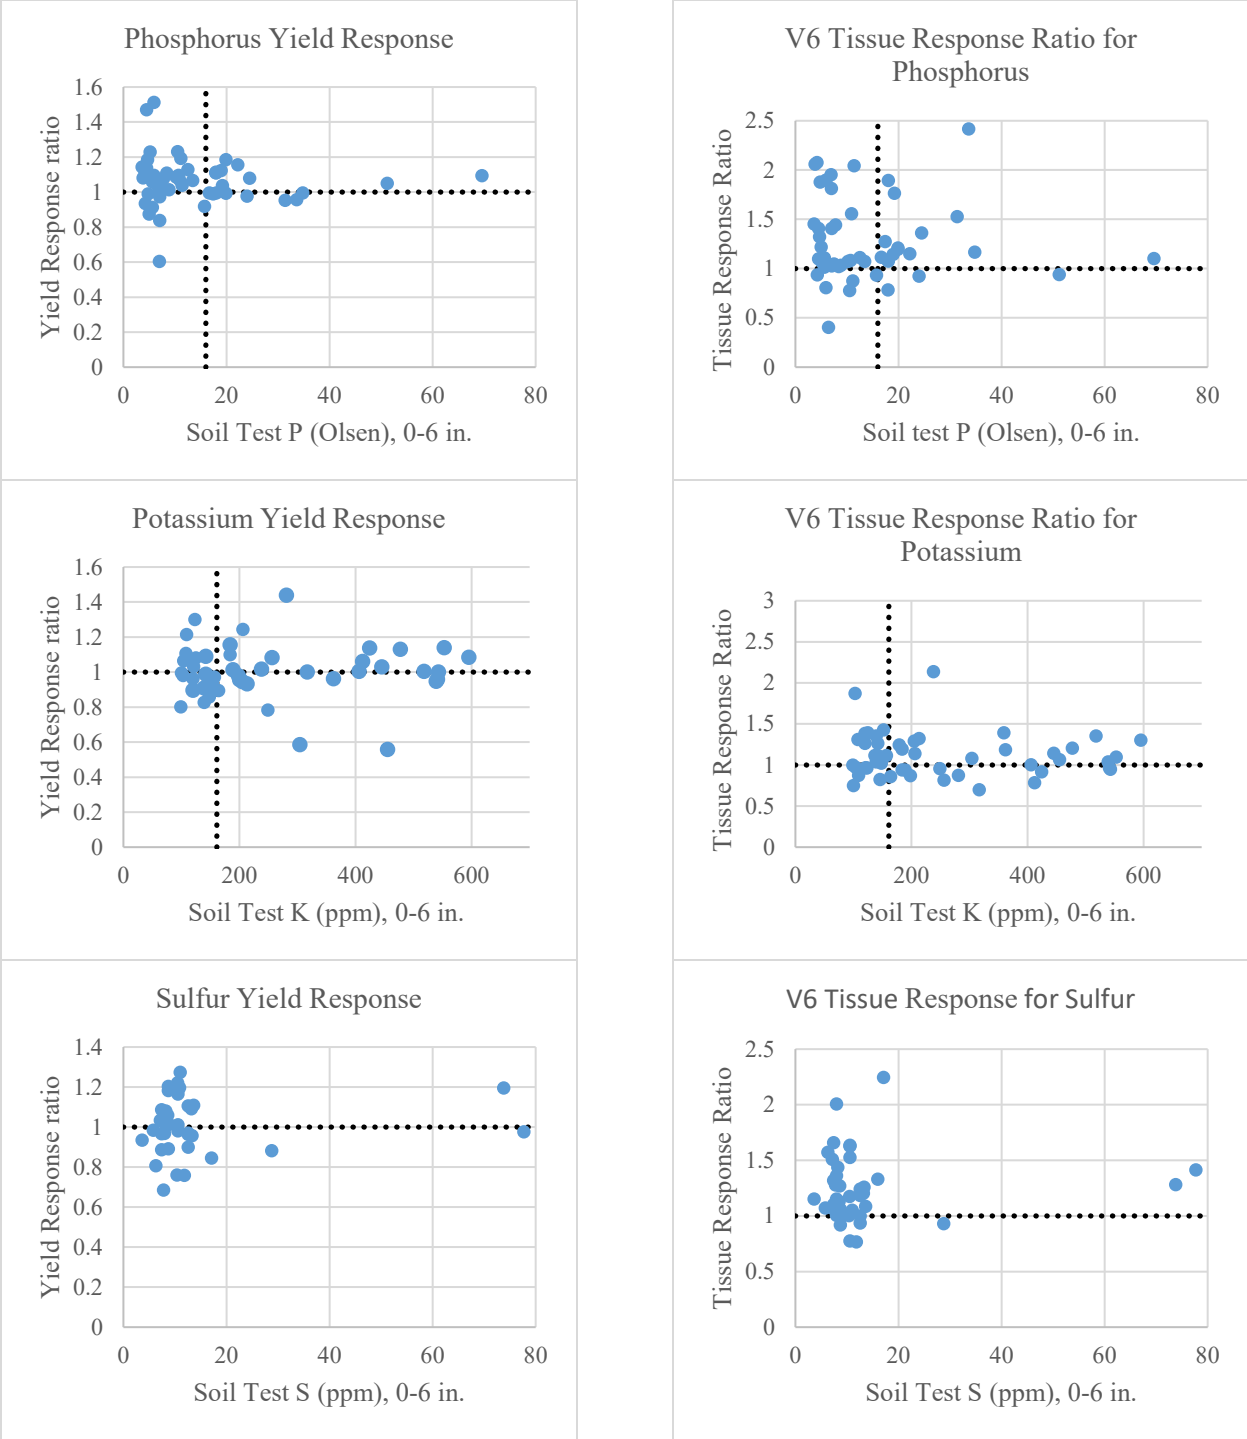 Phosphorus Yield Response
1.6
1.4
1.2
1
0.8
0.6
0.4
0.2
0
Yield Response ratio
0 20 40 60 80
Soil Test P (Olsen), 0-6 in.
V6 Tissue Response Ratio for
Phosphorus
2.5
2
1.5
1
0.5
0
Tissue Response Ratio
0 20 40 60 80
Soil test P (Olsen), 0-6 in.
Potassium Yield Response
1.6
1.4
1.2
1
0.8
0.6
0.4
0.2
0
Yield Response ratio
0 200 400 600
Soil Test K (ppm), 0-6 in.
V6 Tissue Response Ratio for
Potassium
3
2.5
2
1.5
1
0.5
0
Tissue Response Ratio
0 200 400 600
Soil Test K (ppm), 0-6 in.
Sulfur Yield Response
1.4
1.2
1
0.8
0.6
0.4
0.2
0
Yield Response ratio
0 20 40 60 80
Soil Test S (ppm), 0-6 in.
V6 Tissue Response for Sulfur
2.5
2
1.5
1
0.5
0
Tissue Response Ratio
0 20 40 60 80
Soil Test S (ppm), 0-6 in.